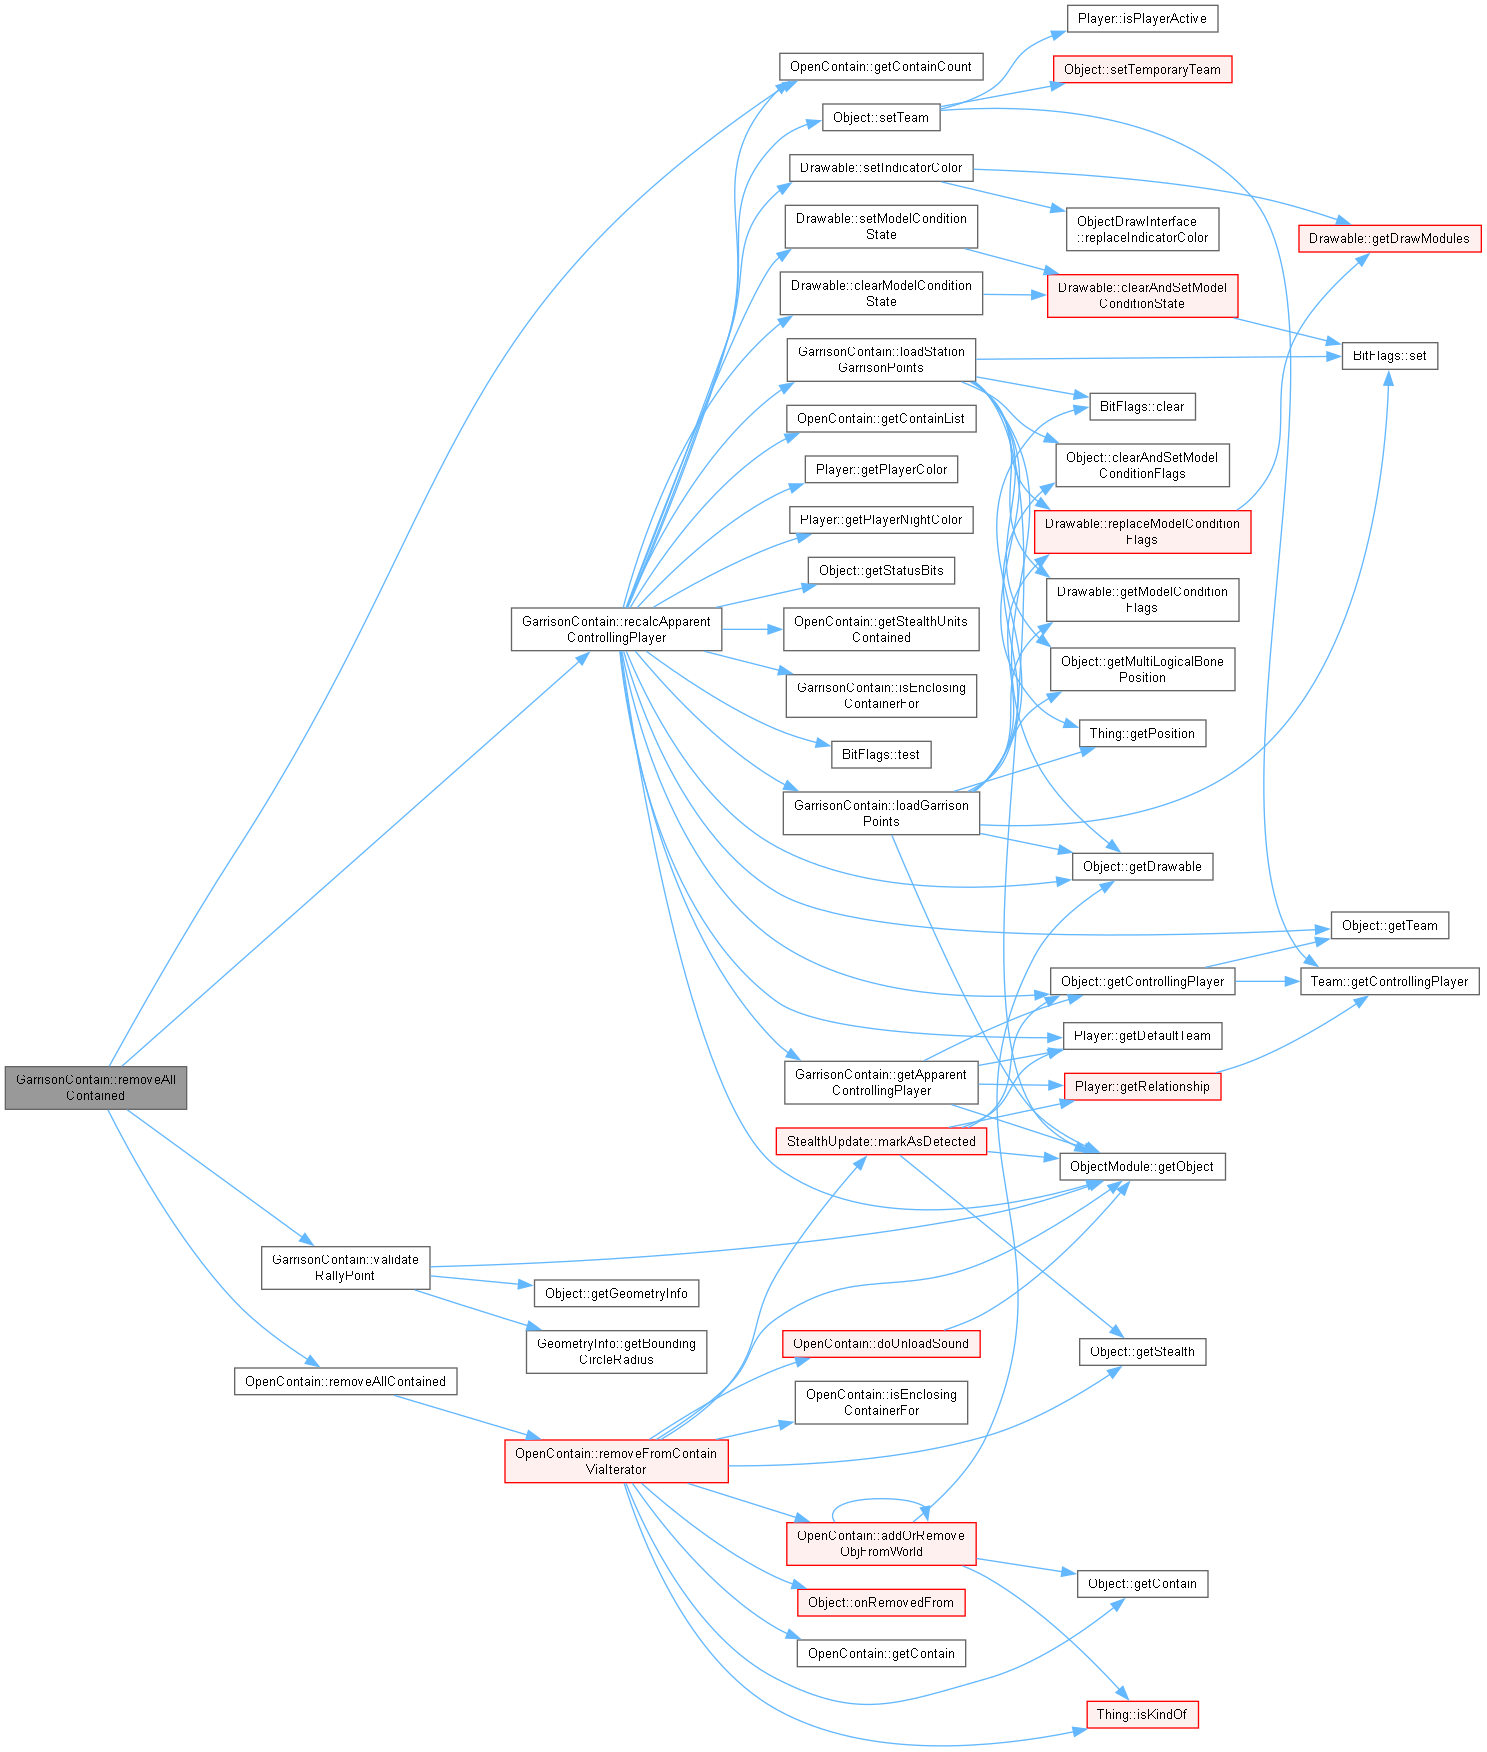 Player::isPlayerActive
OpenContain::getContainCount
Object::setTemporaryTeam
Object::setTeam
Drawable::setIndicatorColor
Drawable::setModelCondition
State
ObjectDrawInterface
::replaceIndicatorColor
Drawable::getDrawModules
Drawable::clearModelCondition
State
Drawable::clearAndSetModel
ConditionState
GarrisonContain::loadStation
GarrisonPoints
BitFlags::set
OpenContain::getContainList
BitFlags::clear
Player::getPlayerColor
Object::clearAndSetModel
ConditionFlags
Player::getPlayerNightColor
Drawable::replaceModelCondition
Flags
Object::getStatusBits
Drawable::getModelCondition
Flags
GarrisonContain::recalcApparent
ControllingPlayer
OpenContain::getStealthUnits
Contained
Object::getMultiLogicalBone
Position
GarrisonContain::isEnclosing
ContainerFor
Thing::getPosition
BitFlags::test
GarrisonContain::loadGarrison
Points
Object::getDrawable
Object::getTeam
Object::getControllingPlayer
Team::getControllingPlayer
Player::getDefaultTeam
GarrisonContain::removeAll
Contained
GarrisonContain::getApparent
ControllingPlayer
Player::getRelationship
StealthUpdate::markAsDetected
ObjectModule::getObject
GarrisonContain::validate
RallyPoint
Object::getGeometryInfo
GeometryInfo::getBounding
CircleRadius
OpenContain::doUnloadSound
Object::getStealth
OpenContain::removeAllContained
OpenContain::isEnclosing
ContainerFor
OpenContain::removeFromContain
ViaIterator
OpenContain::addOrRemove
ObjFromWorld
Object::getContain
Object::onRemovedFrom
OpenContain::getContain
Thing::isKindOf